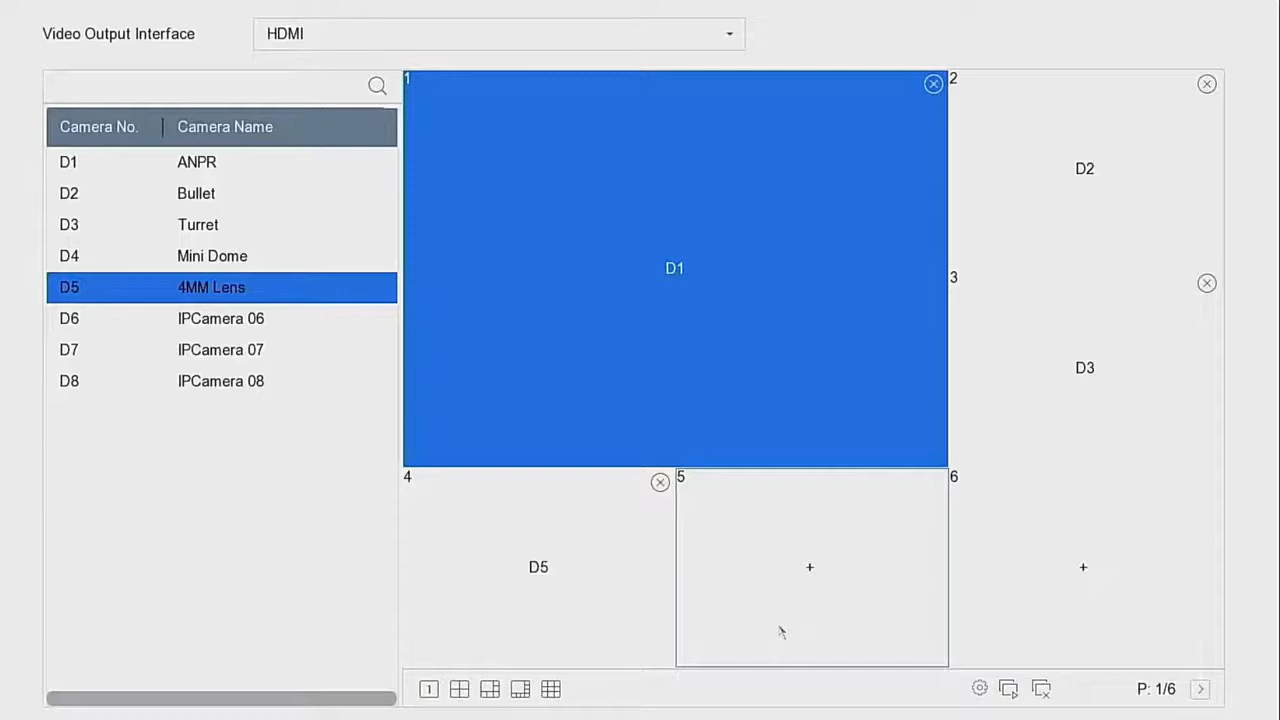 Video Output Interface HDMI
Camera No. Camera Name
D1 ANPR
D2 Bullet
D3 Turret
D4 Mini Dome
D5 4MM Lens
D6 IPCamera 06
D7 IPCamera 07
D8 IPCamera 08
1
D1
2
D2
3
D3
4
D5
5
+
6
+
1
P: 1/6